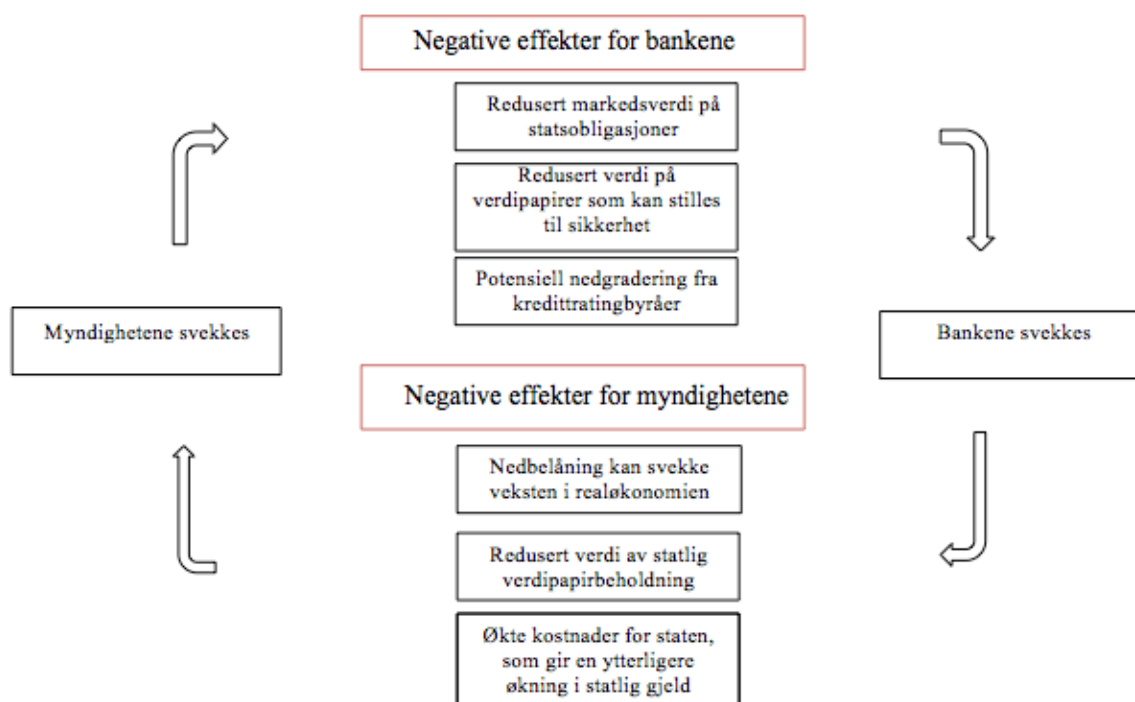 Negative effekter for bankene
Redusert markedsverdi på
statsobligasjoner
Redusert verdi på
verdipapirer som kan stilles
til sikkerhet
Potensiell nedgradering fra
kredittratingbyråer
Myndighetene svekkes
Bankene svekkes
Negative effekter for myndighetene
Nedbelåning kan svekke
veksten i realøkonomien
Redusert verdi av statlig
verdipapirbeholdning
Økte kostnader for staten,
som gir en ytterligere
økning i statlig gjeld